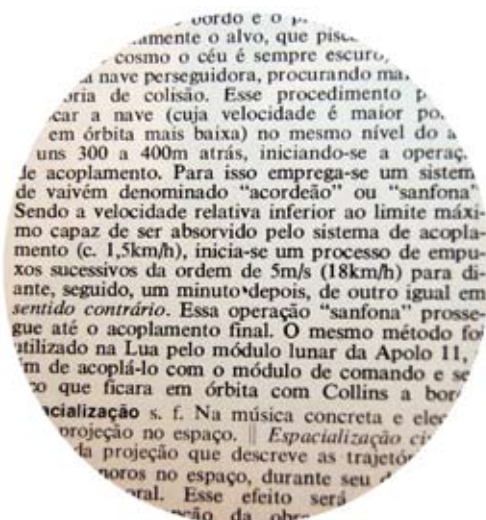 bordo e o
amente o alvo, que
cosmo o céu é sempre escuro,
nave perseguidora, procurando
de colisão. Esse procedimento
car a nave (cuja velocidade é maior
em órbita mais baixa) no mesmo nível do
uns 300 a 400m atrás, iniciando-se a operaç
de acoplamento. Para isso emprega-se um sistem
de vaivém denominado "acordeão" ou "sanfona"
Sendo a velocidade relativa inferior ao limite máxi-
mo capaz de ser absorvido pelo sistema de acopla-
mento (c. 1,5km/h), inicia-se um processo de empu-
xos sucessivos da ordem de 5m/s (18km/h) para di-
ante, seguido, um minuto depois, de outro igual em
sentido contrário. Essa operação "sanfona" prosse-
gue até o acoplamento final. O mesmo método foi
utilizado na Lua pelo módulo lunar da Apolo 11,
m de acoplá-lo com o módulo de comando e se
ço que ficara em órbita com Collins a bor
acialização s. f. Na música concreta e elec
projeção no espaço. || Espacialização
da projeção que descreve as
noros no espaço, durante seu
oral. Esse efeito será
da